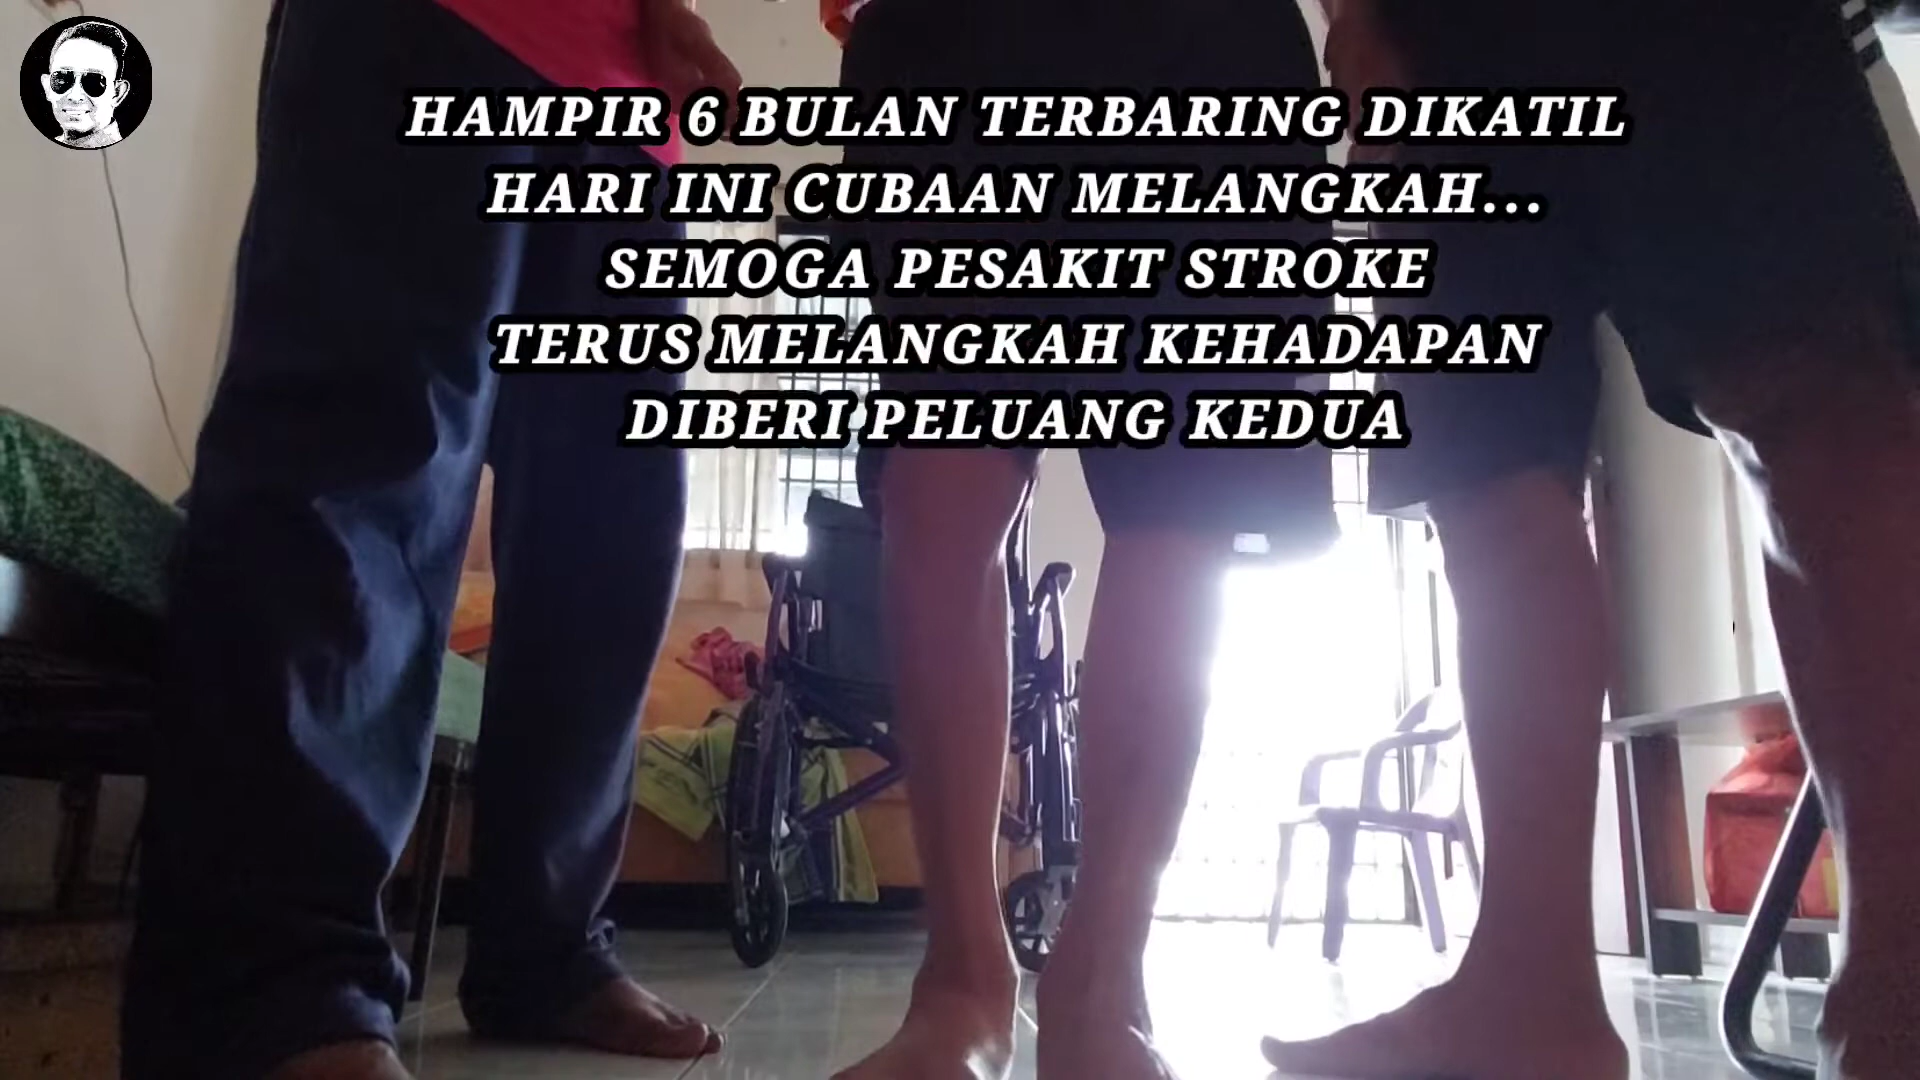 HAMPIR 6 BULAN TERBARING DIKATIL
HARI INI CUBAAN MELANGKAH...
SEMOGA PESAKIT STROKE
TERUS MELANGKAH KEHADAPAN
DIBERI PELUANG KEDUA